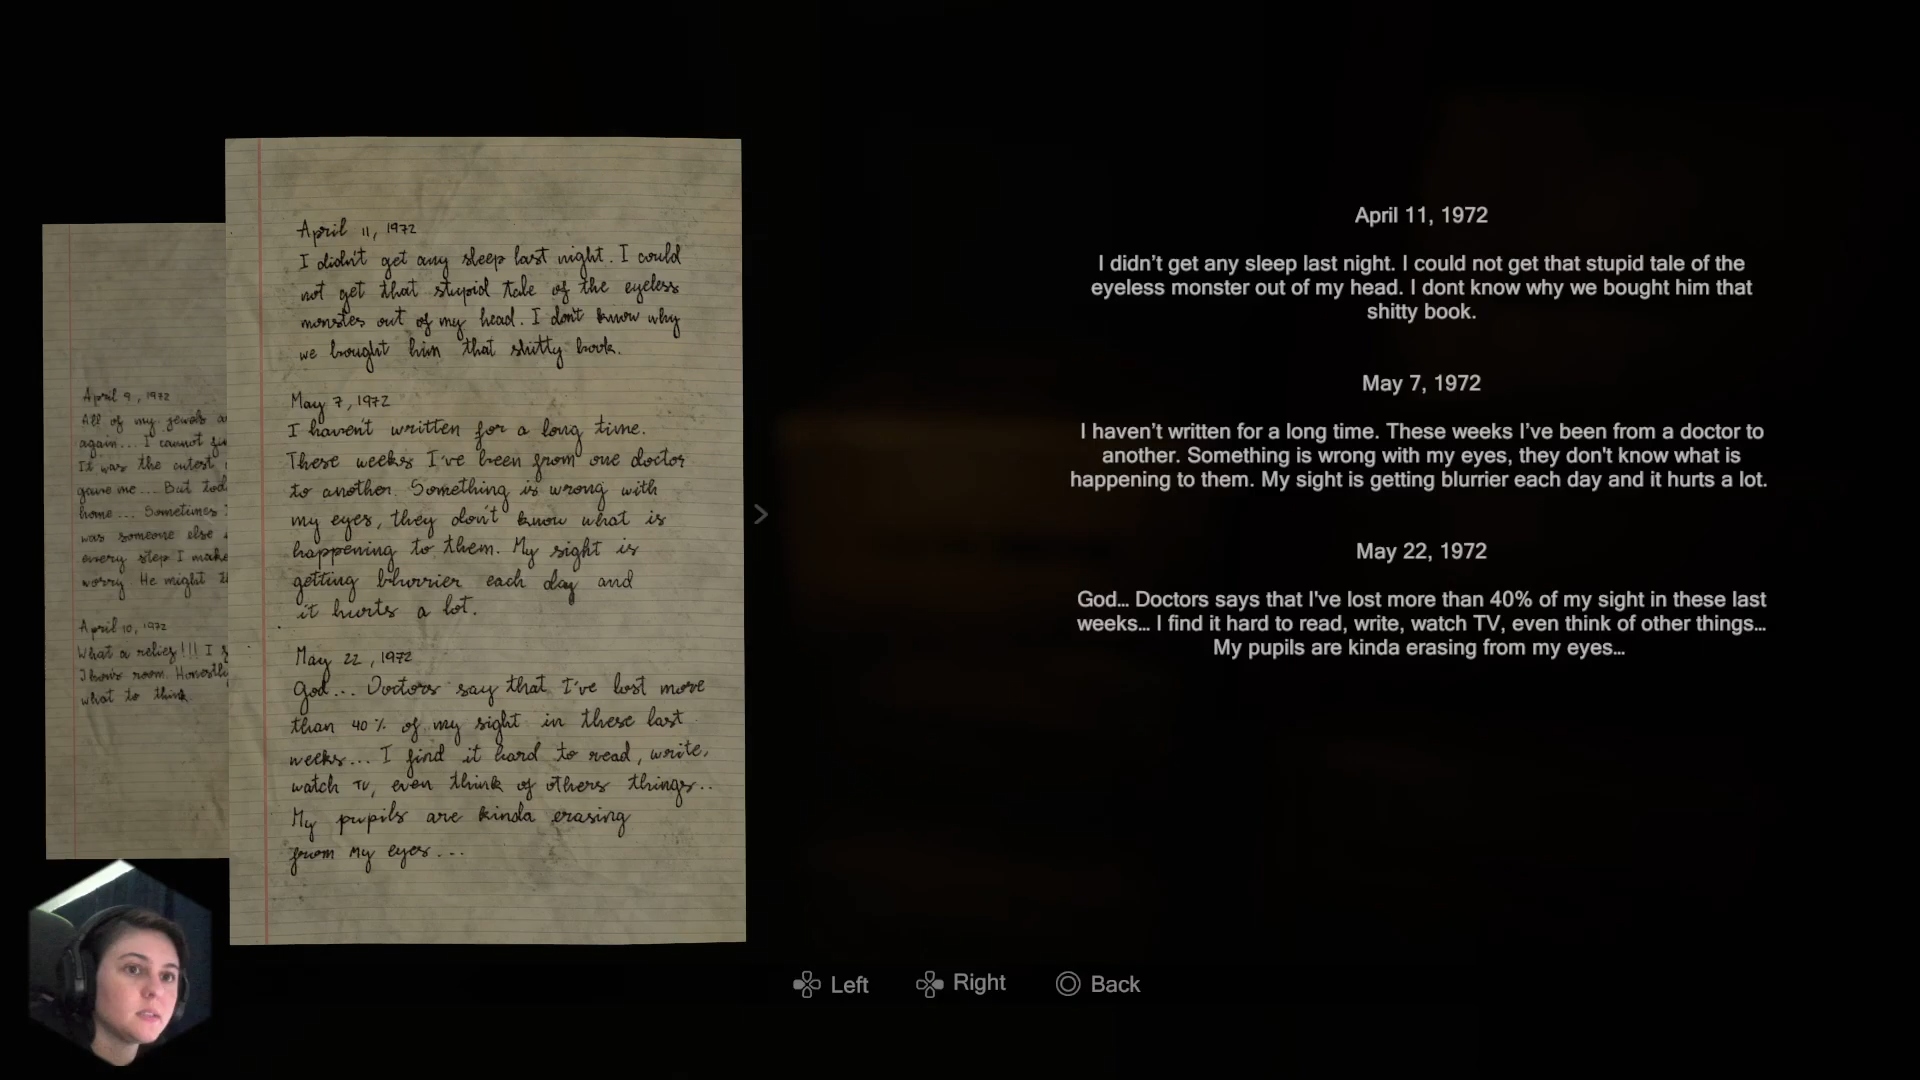 April 9, 1972
All of my jewels
again... I cannot
It was the cutest
gave me... But
home... Sometimes
was someone else
every step I make
worry. He might
April 10, 1972
What a relief!!! I
room. Honestly
what to think.
April 11, 1972
I didn't get any sleep last night. I could
not get that stupid tale of the eyeless
monster out of my head. I don't know why
we bought him that shitty book.
May 7, 1972
I haven't written for a long time.
These weeks I've been from one doctor
to another. Something is wrong with
my eyes, they don't know what is
happening to them. My sight is
getting blurrier each day and
it hurts a lot.
May 22, 1972
God... Doctors say that I've lost more
than 40% of my sight in these last
weeks... I find it hard to read, write,
watch TV, even think of others things..
My pupils are kinda erasing
from my eyes...
April 11, 1972
I didn’t get any sleep last night. I could not get that stupid tale of the
eyeless monster out of my head. I dont know why we bought him that
shitty book.
May 7, 1972
I haven’t written for a long time. These weeks I’ve been from a doctor to
another. Something is wrong with my eyes, they don't know what is
happening to them. My sight is getting blurrier each day and it hurts a lot.
May 22, 1972
God... Doctors says that I've lost more than 40% of my sight in these last
weeks... I find it hard to read, write, watch TV, even think of other things...
My pupils are kinda erasing from my eyes...
Left
Right
Back